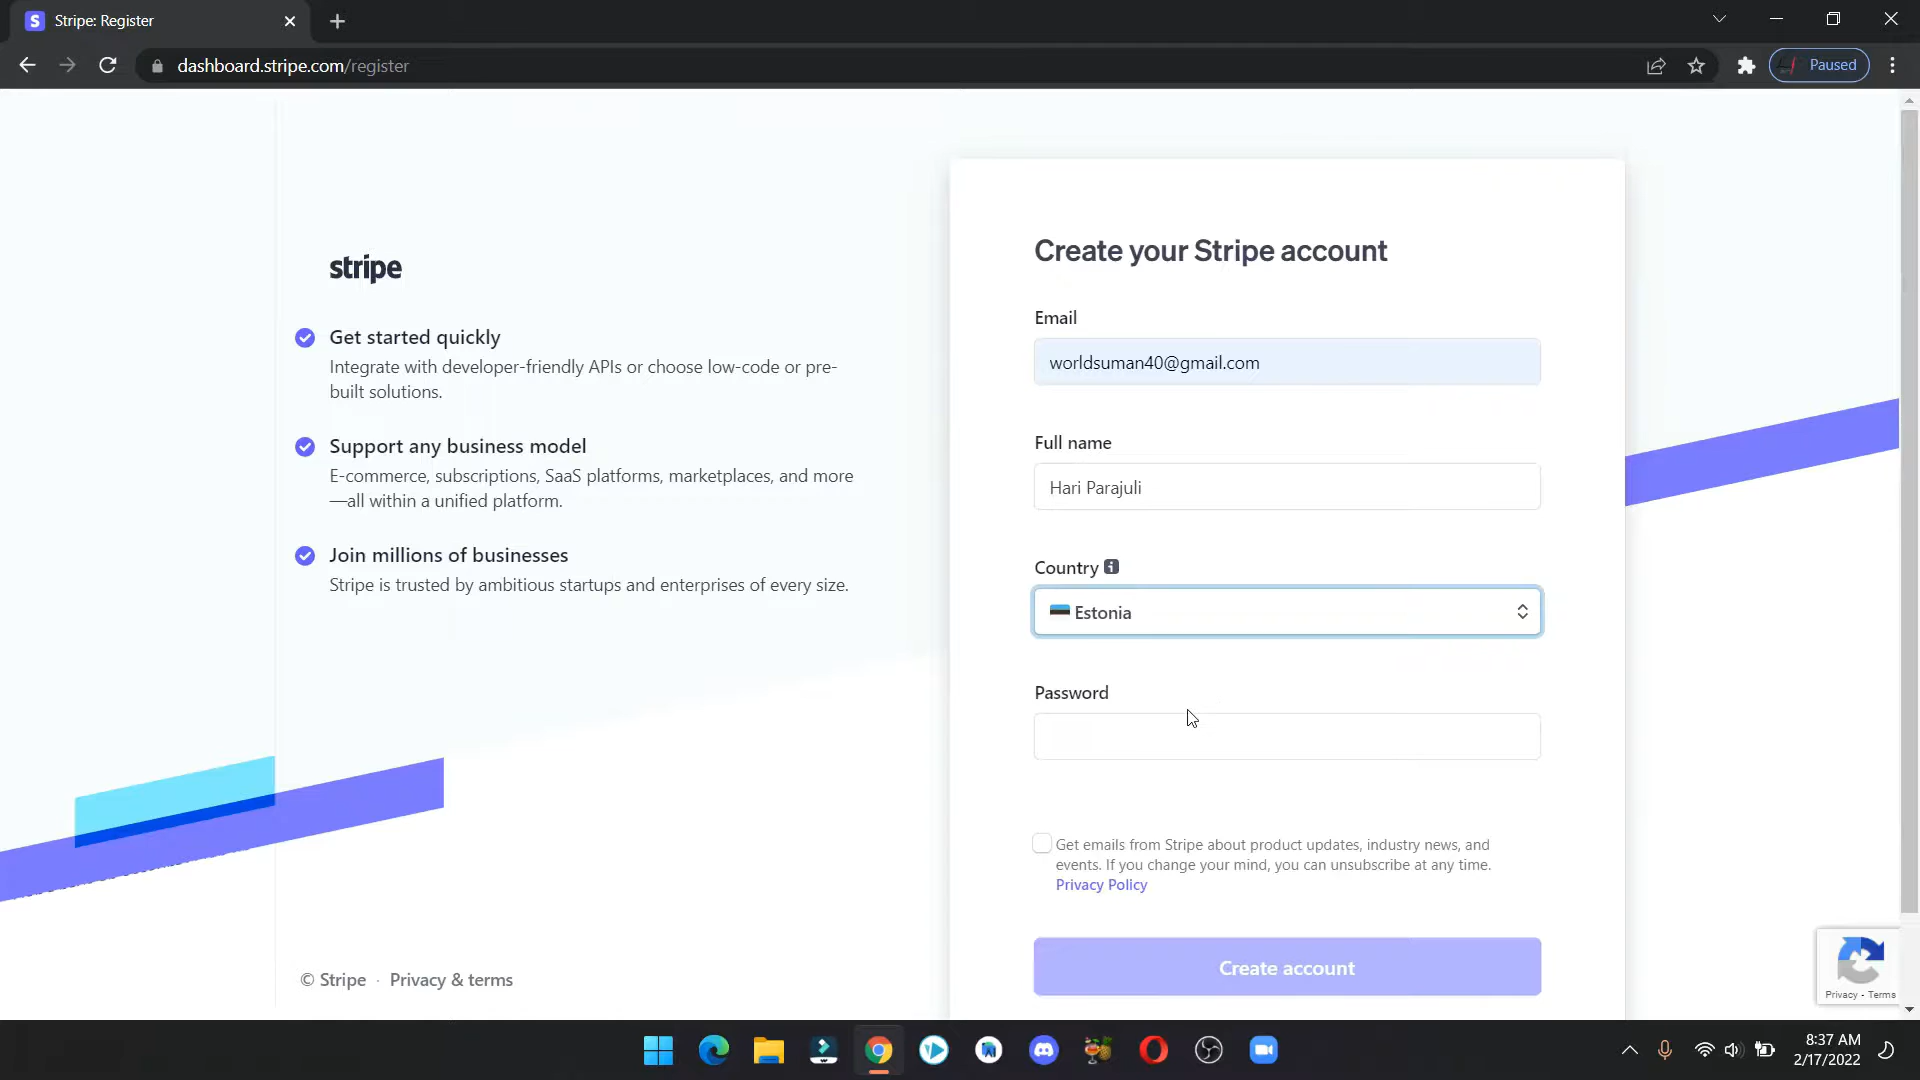 Stripe: Register
dashboard.stripe.com/register
Paused
stripe
Get started quickly
Integrate with developer-friendly APIs or choose low-code or pre-
built solutions.
Support any business model
E-commerce, subscriptions, SaaS platforms, marketplaces, and more
—all within a unified platform.
Join millions of businesses
Stripe is trusted by ambitious startups and enterprises of every size.
© Stripe · Privacy & terms
Create your Stripe account
Email
worldsuman40@gmail.com
Full name
Hari Parajuli
Country
Estonia
Password
Get emails from Stripe about product updates, industry news, and
events. If you change your mind, you can unsubscribe at any time.
Privacy Policy
Create account
Privacy - Terms
8:37 AM
2/17/2022